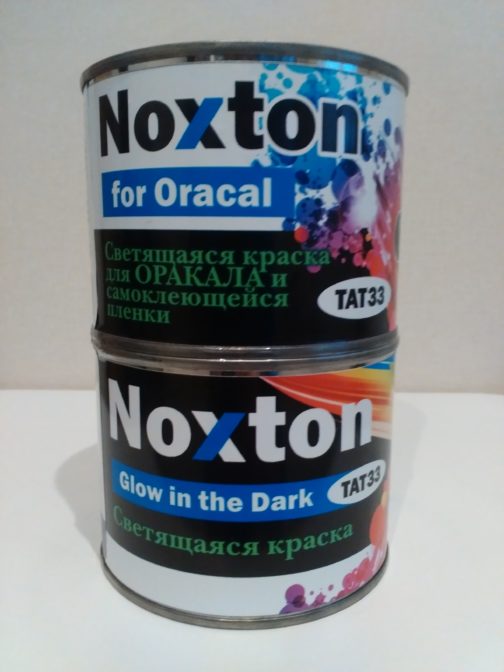 Noxton
for Oracal
Светящаяся краска
для ОРАКАЛА и
самоклеющейся
пленки
TAT33
Noxton
Glow in the Dark
TAT33
Светящаяся краска